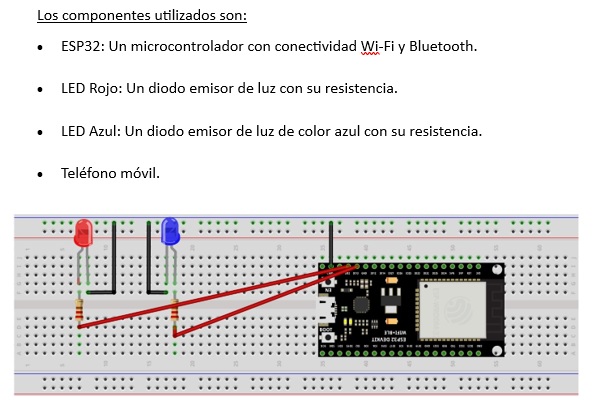 Los componentes utilizados son:
ESP32: Un microcontrolador con conectividad Wi-Fi y Bluetooth.
LED Rojo: Un diodo emisor de luz con su resistencia.
LED Azul: Un diodo emisor de luz de color azul con su resistencia.
Teléfono móvil.
EN
BOOT
ESP32 DEVKIT